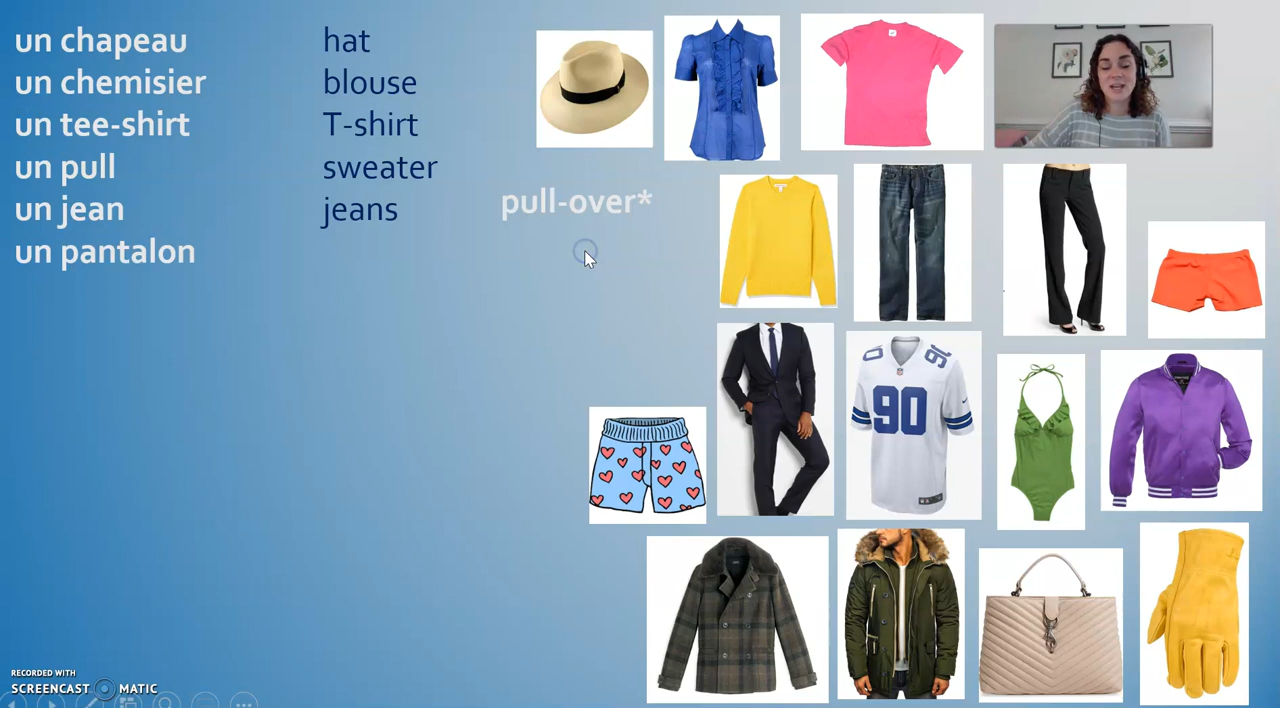 un chapeau
un chemisier
un tee-shirt
un pull
un jean
un pantalon
hat
blouse
T-shirt
sweater
jeans
pull-over*
90
90
90
RECORDED WITH
SCREENCAST MATIC